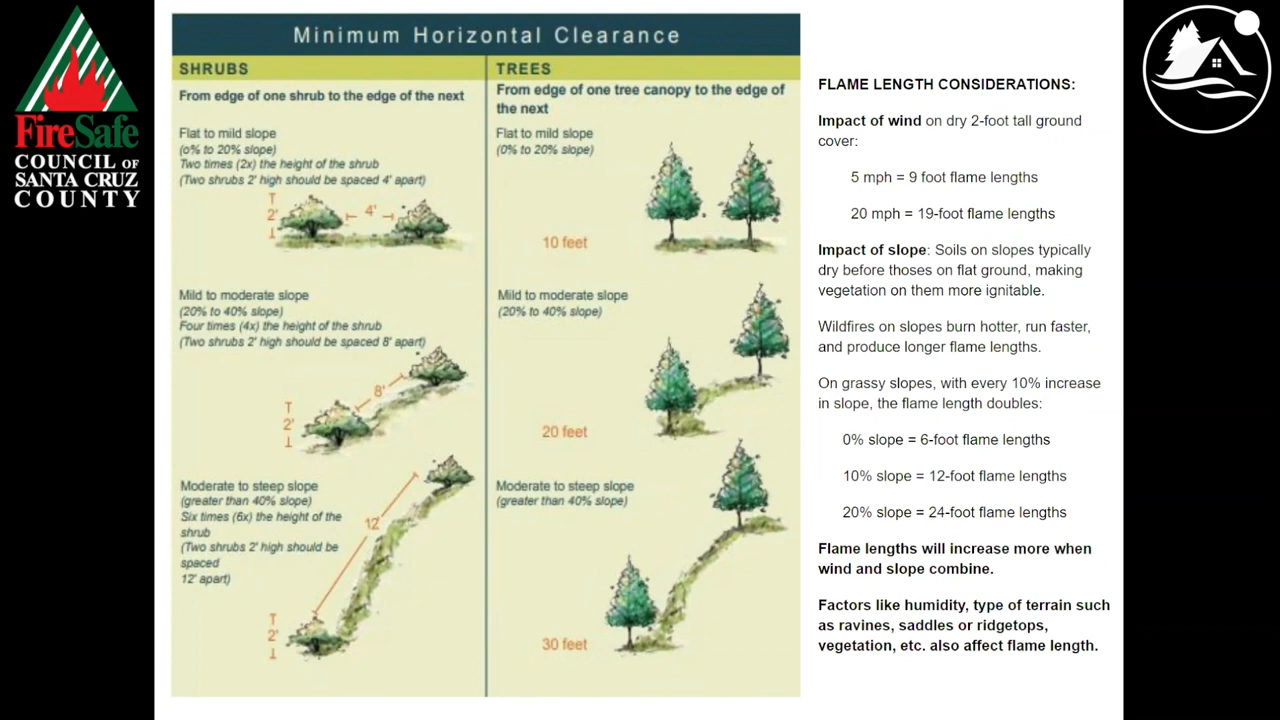 FireSafe
COUNCIL OF
SANTA CRUZ
COUNTY
Minimum Horizontal Clearance
SHRUBS
From edge of one shrub to the edge of the next
Flat to mild slope
(0% to 20% slope)
Two times (2x) the height of the shrub
(Two shrubs 2' high should be spaced 4' apart)
2'
4'
Mild to moderate slope
(20% to 40% slope)
Four times (4x) the height of the shrub
(Two shrubs 2' high should be spaced 8' apart)
8'
2'
Moderate to steep slope
(greater than 40% slope)
Six times (6x) the height of the
shrub
(Two shrubs 2' high should be
spaced
12' apart)
12'
2'
TREES
From edge of one tree canopy to the edge of
the next
Flat to mild slope
(0% to 20% slope)
10 feet
Mild to moderate slope
(20% to 40% slope)
20 feet
Moderate to steep slope
(greater than 40% slope)
30 feet
FLAME LENGTH CONSIDERATIONS:
Impact of wind on dry 2-foot tall ground
cover:
5 mph = 9 foot flame lengths
20 mph = 19-foot flame lengths
Impact of slope: Soils on slopes typically
dry before thoses on flat ground, making
vegetation on them more ignitable.
Wildfires on slopes burn hotter, run faster,
and produce longer flame lengths.
On grassy slopes, with every 10% increase
in slope, the flame length doubles:
0% slope = 6-foot flame lengths
10% slope = 12-foot flame lengths
20% slope = 24-foot flame lengths
Flame lengths will increase more when
wind and slope combine.
Factors like humidity, type of terrain such
as ravines, saddles or ridgetops,
vegetation, etc. also affect flame length.